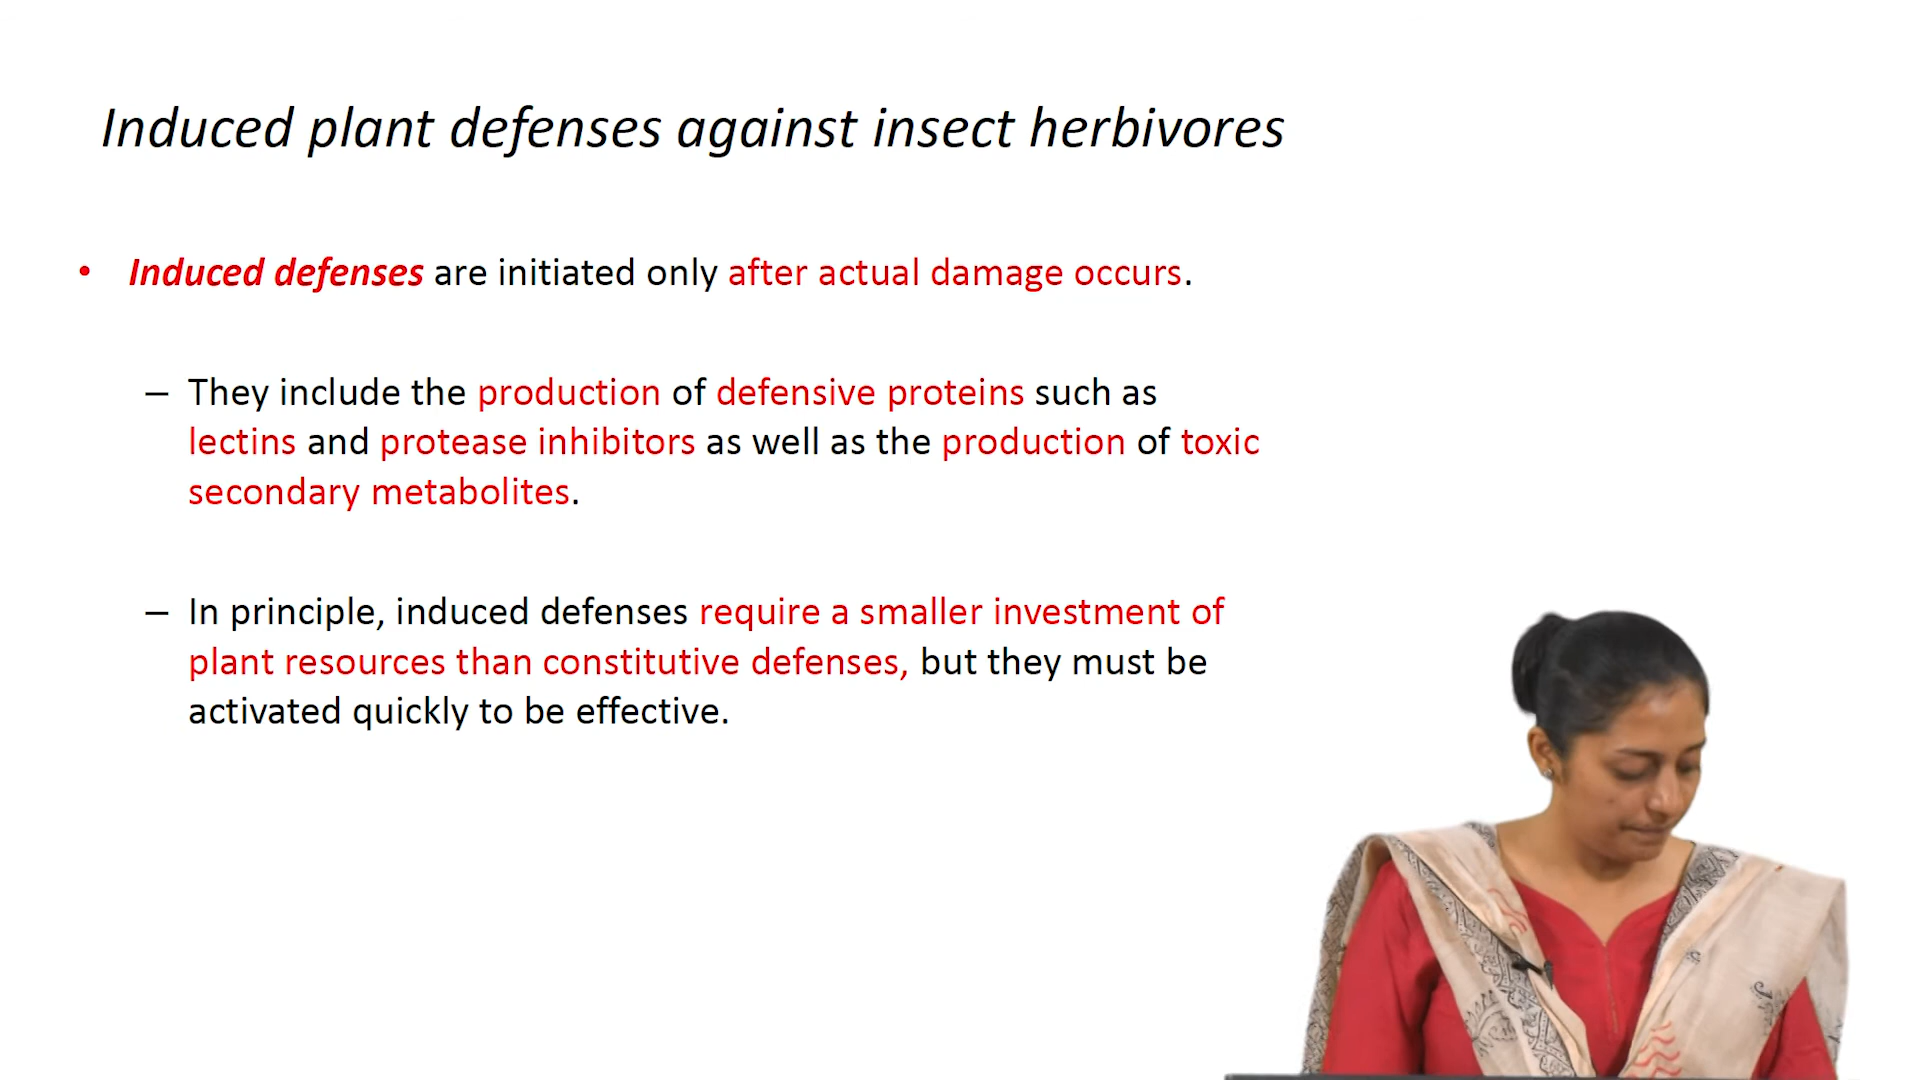 Induced plant defenses against insect herbivores
• Induced defenses are initiated only after actual damage occurs.
– They include the production of defensive proteins such as
lectins and protease inhibitors as well as the production of toxic
secondary metabolites.
– In principle, induced defenses require a smaller investment of
plant resources than constitutive defenses, but they must be
activated quickly to be effective.